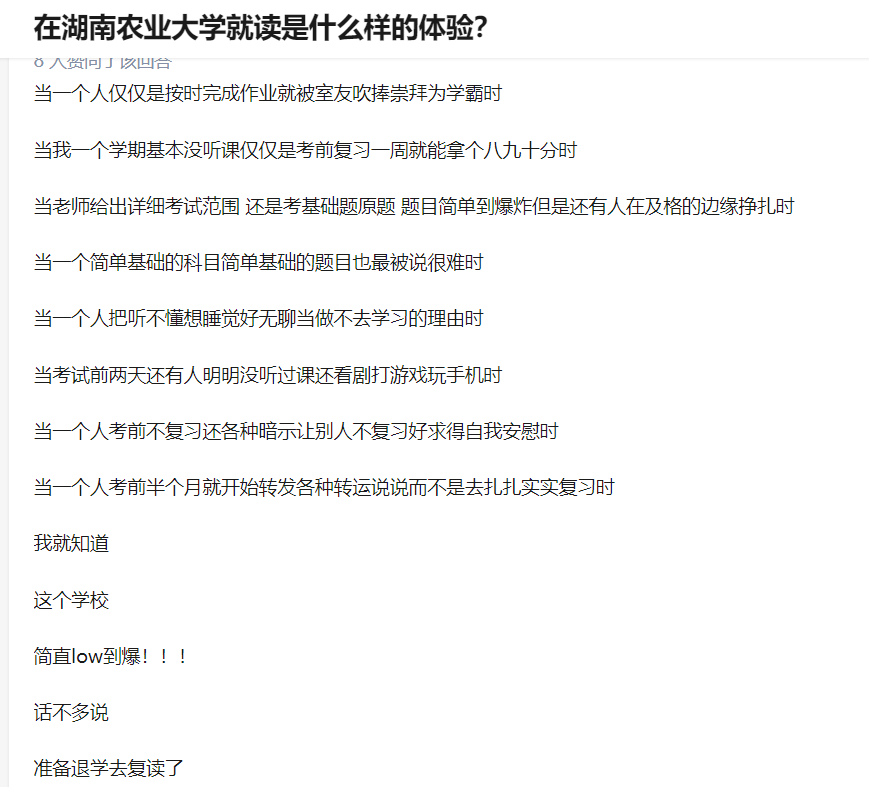 在湖南农业大学就读是什么样的体验？
8 人赞同了该回答
当一个人仅仅是按时完成作业就被室友吹捧崇拜为学霸时
当我一个学期基本没听课仅仅是考前复习一周就能拿个八九十分时
当老师给出详细考试范围 还是考基础题原题 题目简单到爆炸但是还有人在及格的边缘挣扎时
当一个简单基础的科目简单基础的题目也最被说很难时
当一个人把听不懂想睡觉好无聊当做不去学习的理由时
当考试前两天还有人明明没听过课还看剧打游戏玩手机时
当一个人考前不复习还各种暗示让别人不复习好求得自我安慰时
当一个人考前半个月就开始转发各种转运说说而不是去扎扎实实复习时
我就知道
这个学校
简直low到爆！！！
话不多说
准备退学去复读了